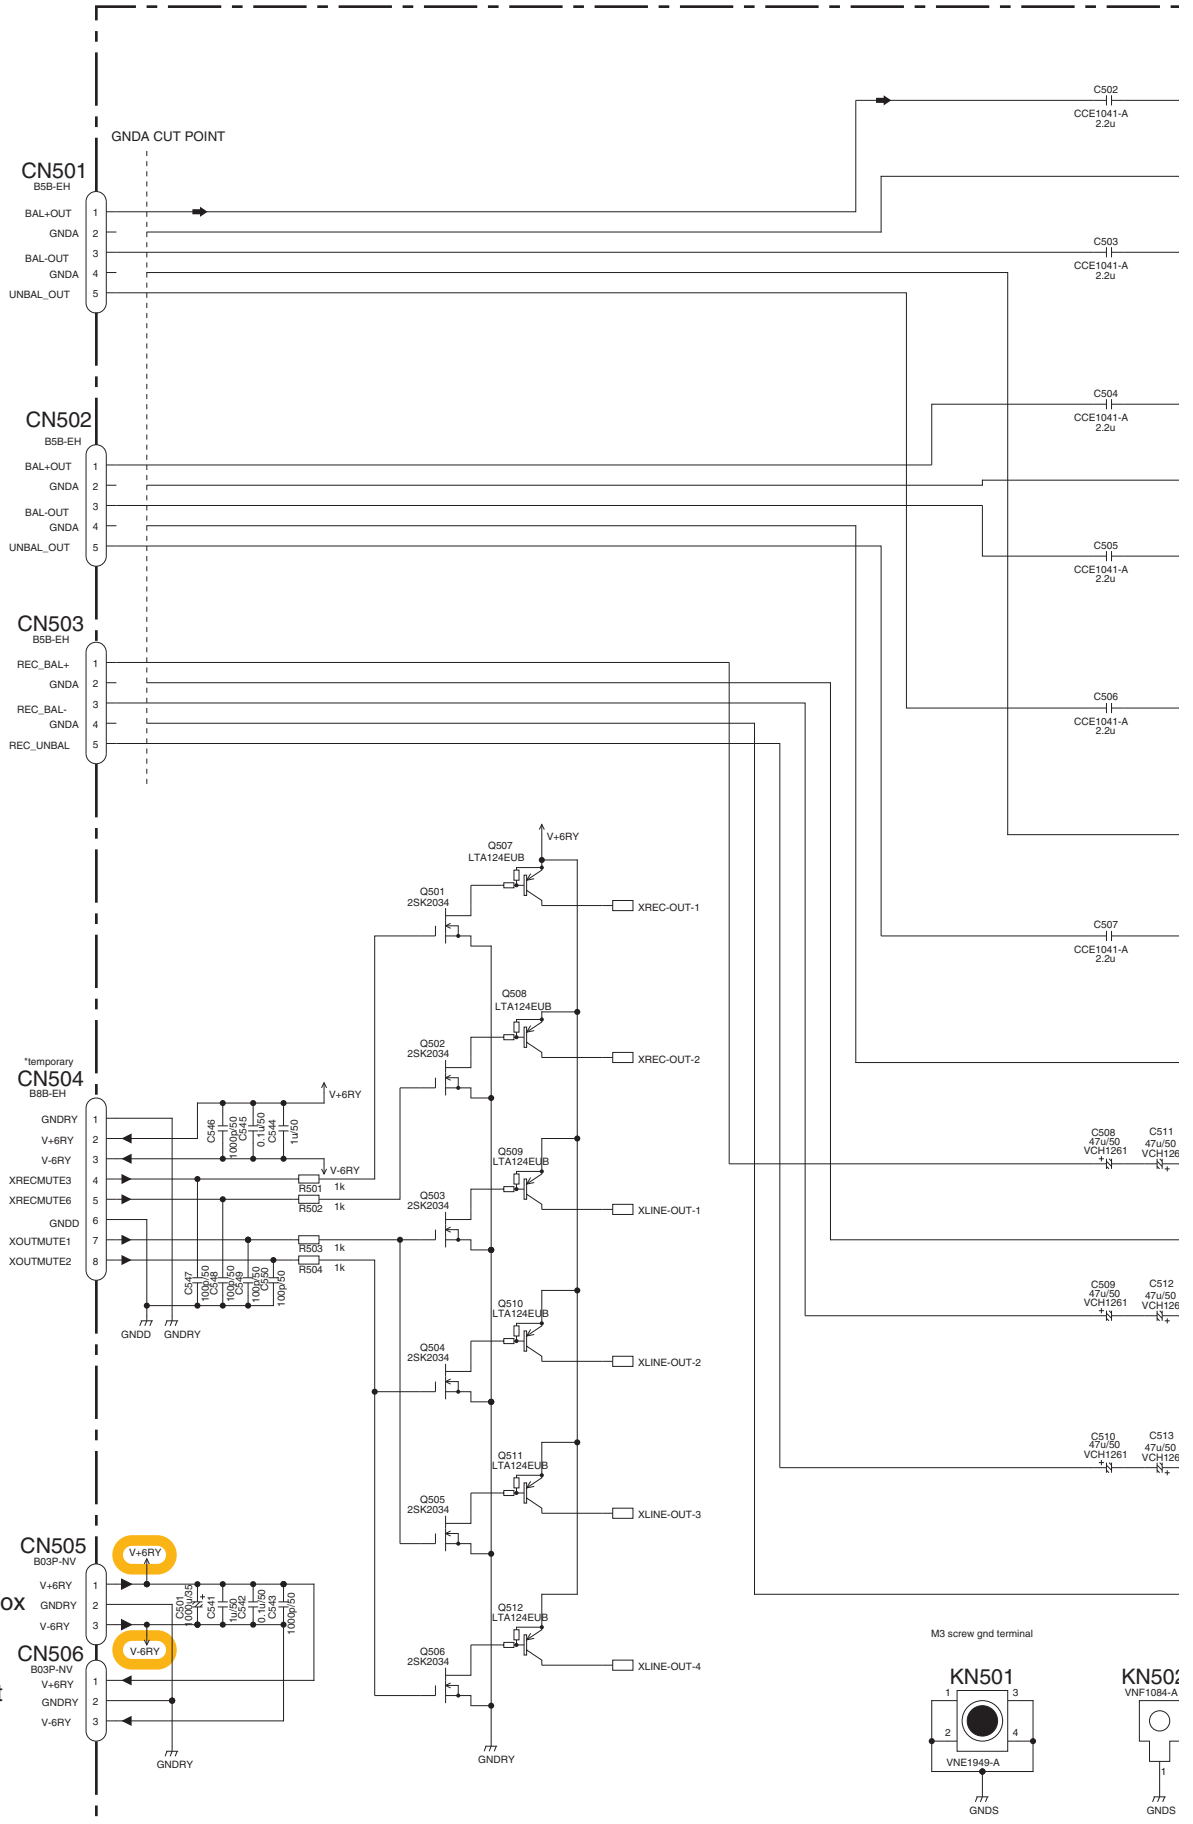 C502
CCE1041-A
2.2u
GNDA CUT POINT
CN501
B5B-EH
BAL+OUT 1
GNDA 2
BAL-OUT 3
GNDA 4
UNBAL_OUT 5
C503
CCE1041-A
2.2u
C504
CCE1041-A
2.2u
CN502
B5B-EH
BAL+OUT 1
GNDA 2
BAL-OUT 3
GNDA 4
UNBAL_OUT 5
C505
CCE1041-A
2.2u
CN503
B5B-EH
REC_BAL+ 1
GNDA 2
REC_BAL- 3
GNDA 4
REC_UNBAL 5
C506
CCE1041-A
2.2u
V+6RY
Q507
LTA124EUB
Q501
2SK2034
XREC-OUT-1
C507
CCE1041-A
2.2u
Q508
LTA124EUB
Q502
2SK2034
XREC-OUT-2
*temporary
CN504
B8B-EH
GNDRY 1
V+6RY 2
V-6RY 3
XRECMUTE3 4
XRECMUTE6 5
GNDD 6
XOUTMUTE1 7
XOUTMUTE2 8
V+6RY
C546
1000p/50
C545
0.1u/50
C544
1u/50
V-6RY
R501 1k
R502 1k
R503 1k
R504 1k
C547
100p/50
C548
100p/50
C549
100p/50
C550
100p/50
GNDD GNDRY
Q509
LTA124EUB
Q503
2SK2034
XLINE-OUT-1
C508
47u/50
VCH1261
+
C511
47u/50
VCH126
+
Q510
LTA124EUB
Q504
2SK2034
XLINE-OUT-2
C509
47u/50
VCH1261
+
C512
47u/50
VCH126
+
Q511
LTA124EUB
Q505
2SK2034
XLINE-OUT-3
C510
47u/50
VCH1261
+
C513
47u/50
VCH126
+
CN505
B03P-NV
V+6RY 1
GNDRY 2
V-6RY 3
ox
V+6RY
V-6RY
C501
1000u/35
+
C541
1u/50
C542
0.1u/50
C543
1000p/50
CN506
B03P-NV
V+6RY 1
GNDRY 2
V-6RY 3
t
GNDRY
Q512
LTA124EUB
Q506
2SK2034
XLINE-OUT-4
GNDRY
M3 screw gnd terminal
KN501
1 3
2 4
VNE1949-A
GNDS
KN502
VNF1084-A
1
GNDS